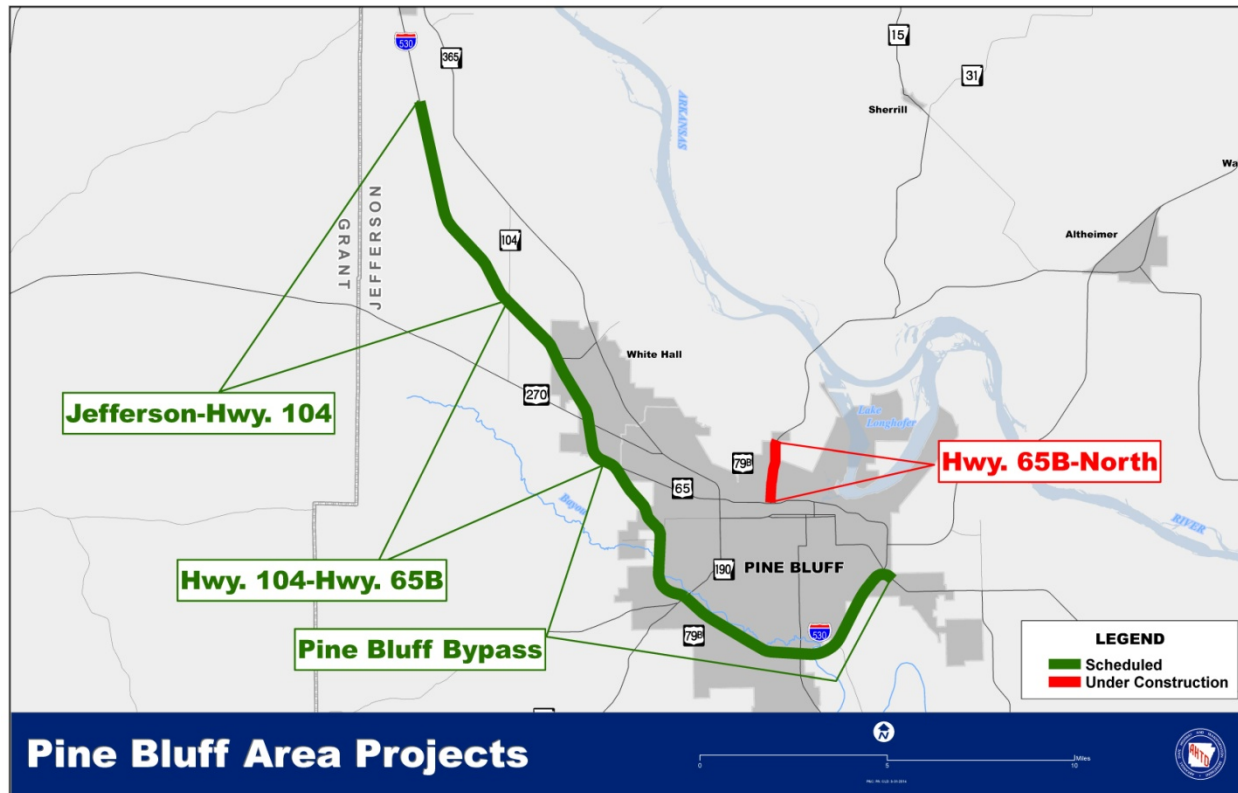 530
365
15
31
Sherrill
ARKANSAS
Wa
GRANT
JEFFERSON
104
Altheimer
White Hall
Jefferson-Hwy. 104
270
Lake
Langhofer
79B
Hwy. 65B-North
65
Bayou
RIVER
Hwy. 104-Hwy. 65B
190
PINE BLUFF
Pine Bluff Bypass
79B
530
LEGEND
Scheduled
Under Construction
Pine Bluff Area Projects
N
0
5
10
Miles
AHTD